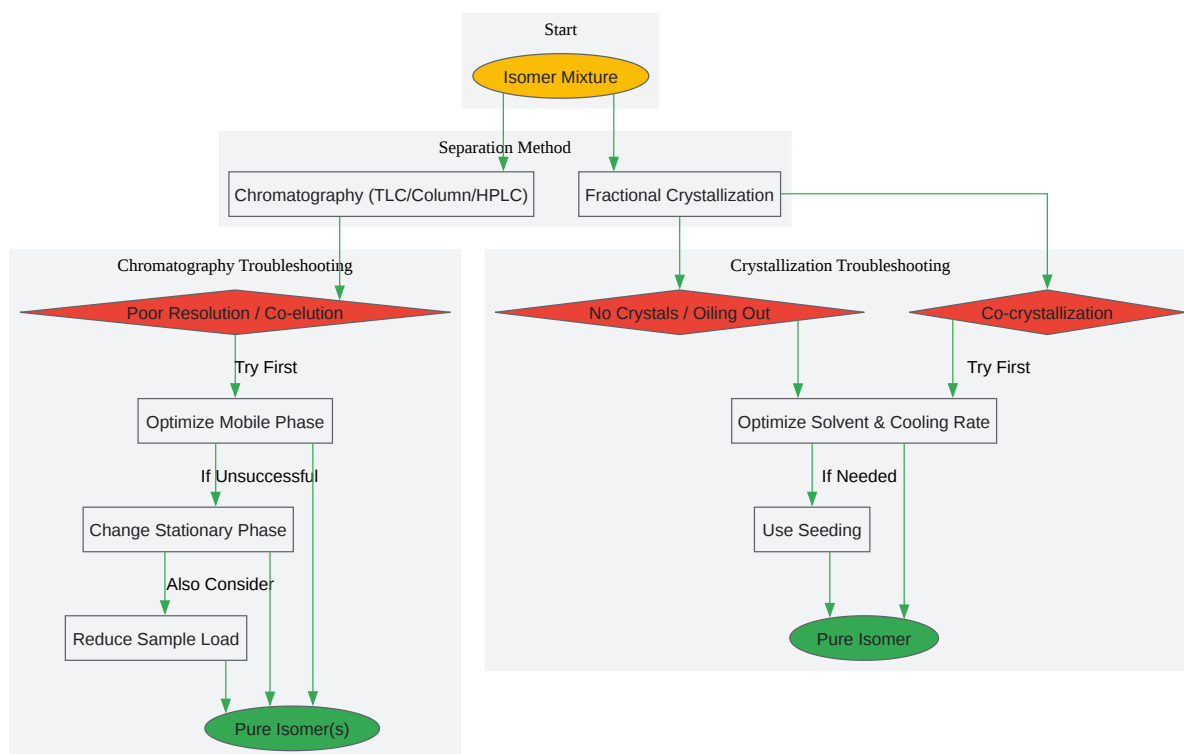 Start
Isomer Mixture
Separation Method
Chromatography (TLC/Column/HPLC)
Fractional Crystallization
Chromatography Troubleshooting
Poor Resolution / Co-elution
Try First
Optimize Mobile Phase
If Unsuccessful
Change Stationary Phase
Also Consider
Reduce Sample Load
Pure Isomer(s)
Crystallization Troubleshooting
No Crystals / Oiling Out
Co-crystallization
Try First
Optimize Solvent & Cooling Rate
If Needed
Use Seeding
Pure Isomer